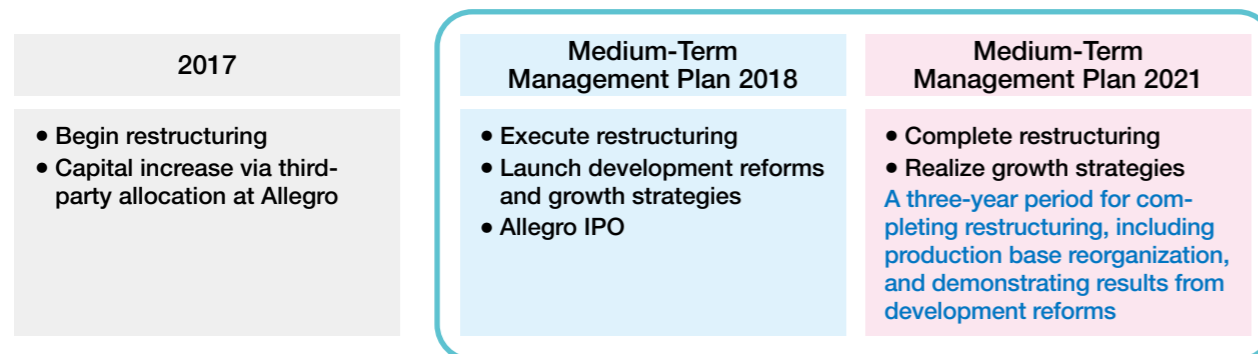 2017
• Begin restructuring
• Capital increase via third-
party allocation at Allegro
Medium-Term
Management Plan 2018
• Execute restructuring
• Launch development reforms
and growth strategies
• Allegro IPO
Medium-Term
Management Plan 2021
• Complete restructuring
• Realize growth strategies
A three-year period for com-
pleting restructuring, including
production base reorganization,
and demonstrating results from
development reforms